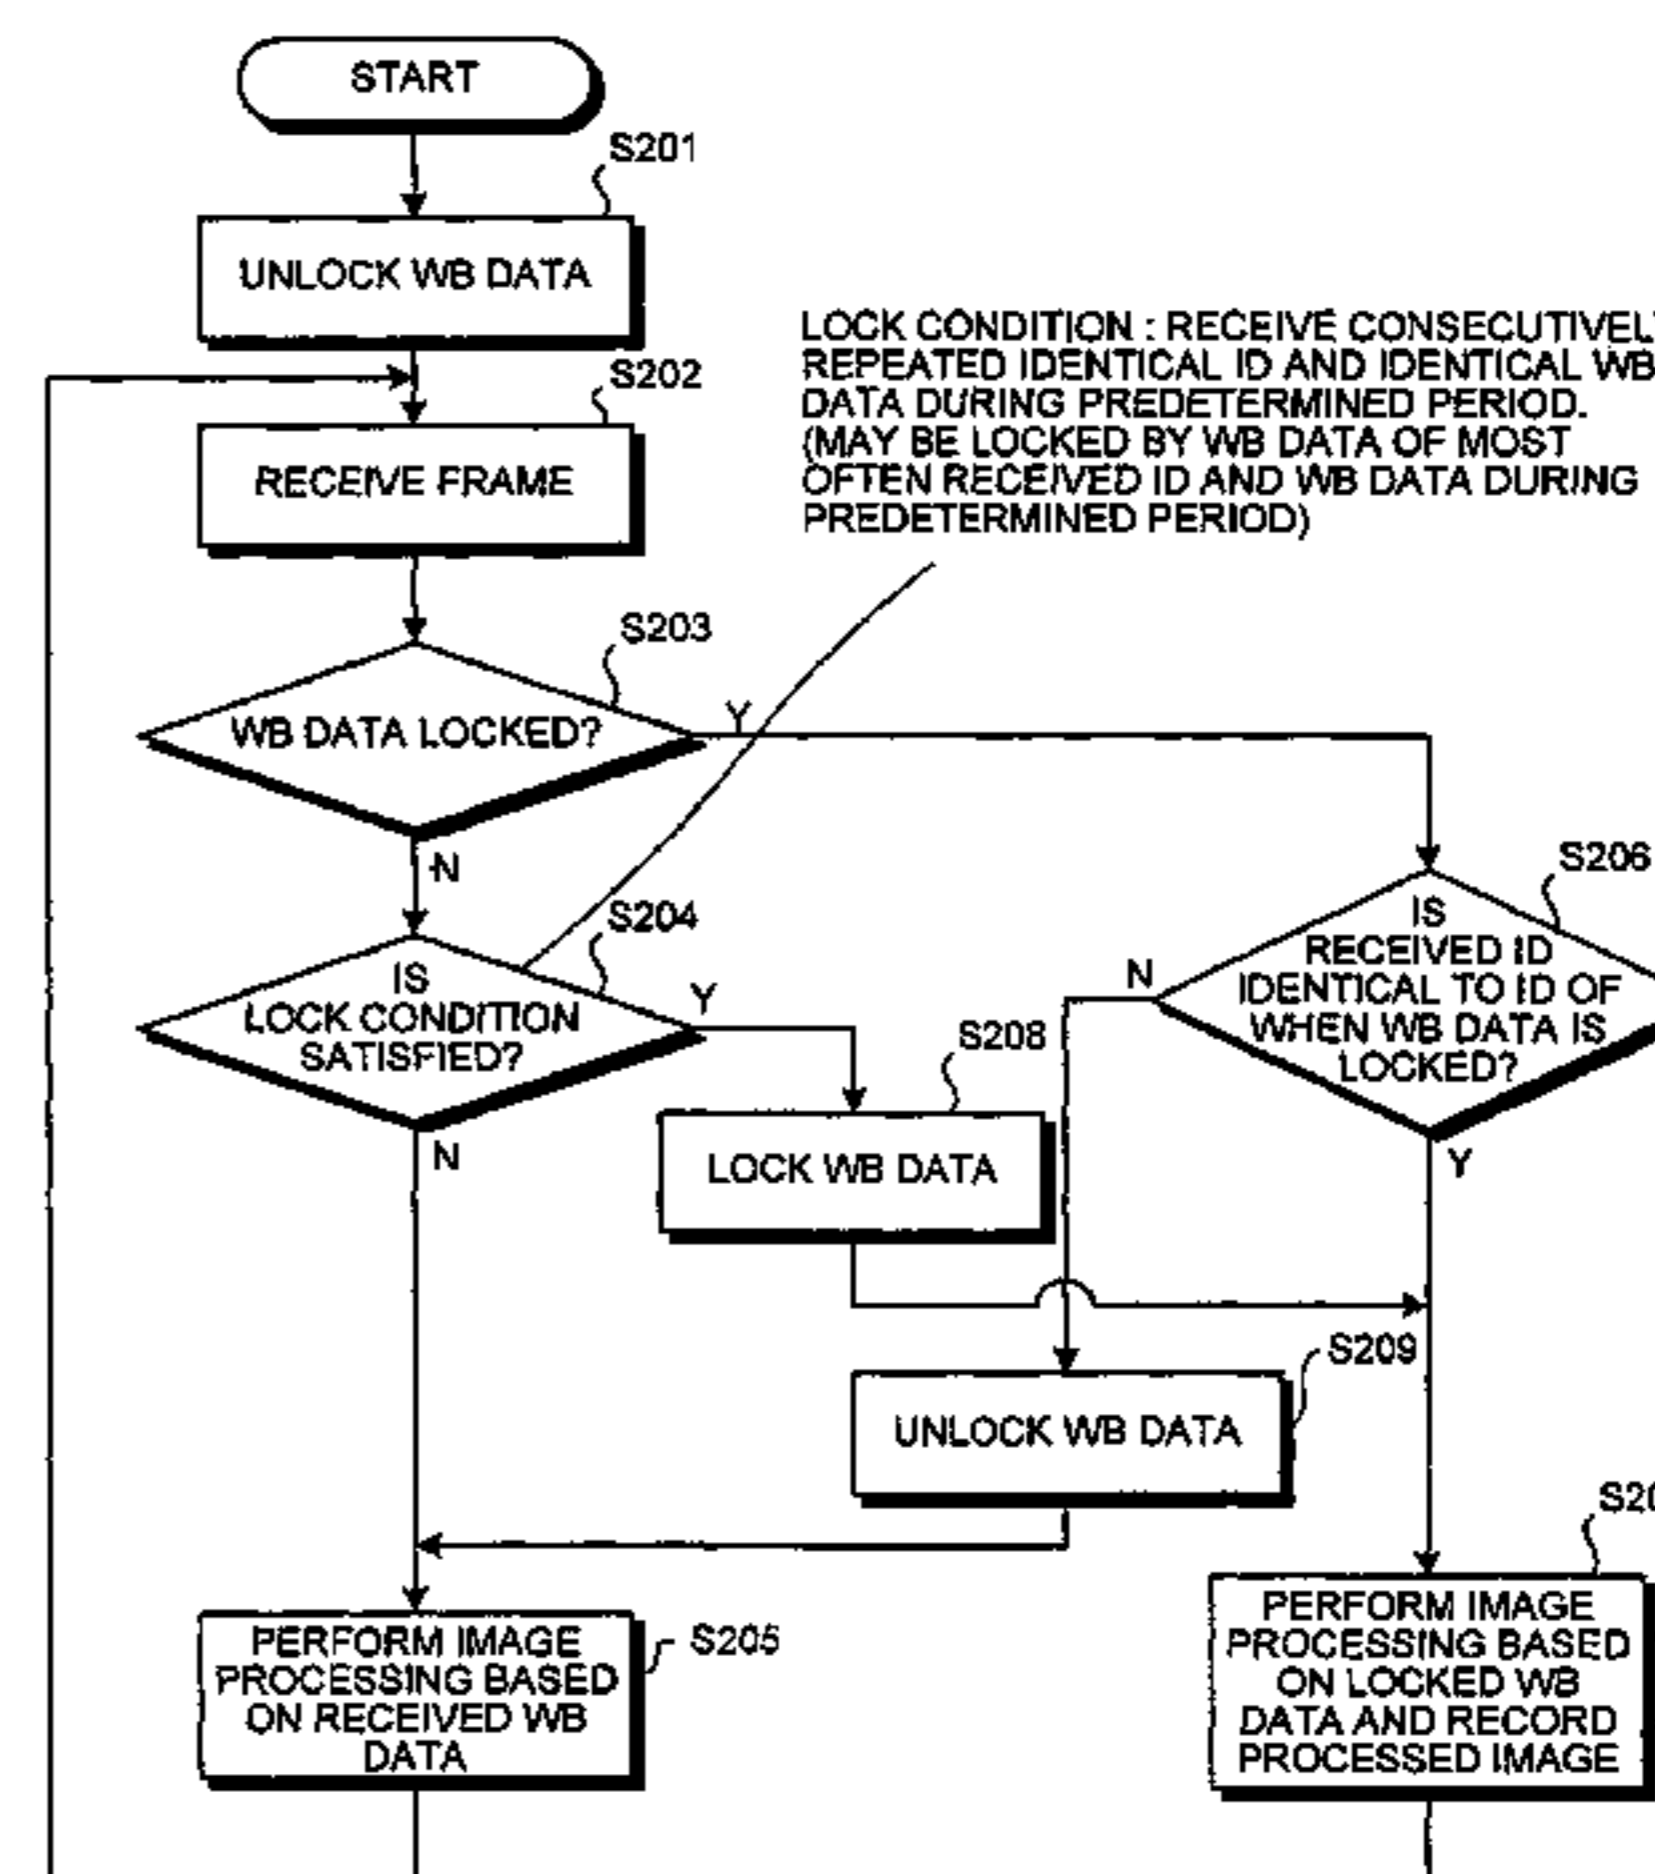 START
S201
UNLOCK WB DATA
S202
RECEIVE FRAME
LOCK CONDITION : RECEIVE
REPEATED IDENTICAL ID AND IDENTICAL WB
DATA DURING PREDETERMINED PERIOD.
(MAY BE LOCKED BY WB DATA OF MOST
OFTEN RECEIVED ID AND WB DATA DURING
PREDETERMINED PERIOD)
S203
WB DATA LOCKED?
Y
N
S204
IS
LOCK CONDITION
SATISFIED?
Y
N
S206
IS
RECEIVED ID
IDENTICAL TO ID OF
WHEN WB DATA IS
LOCKED?
N
Y
S208
LOCK WB DATA
S209
UNLOCK WB DATA
S205
PERFORM IMAGE
PROCESSING BASED
ON RECEIVED WB
DATA
PERFORM IMAGE
PROCESSING BASED
ON LOCKED WB
DATA AND RECORD
PROCESSED IMAGE